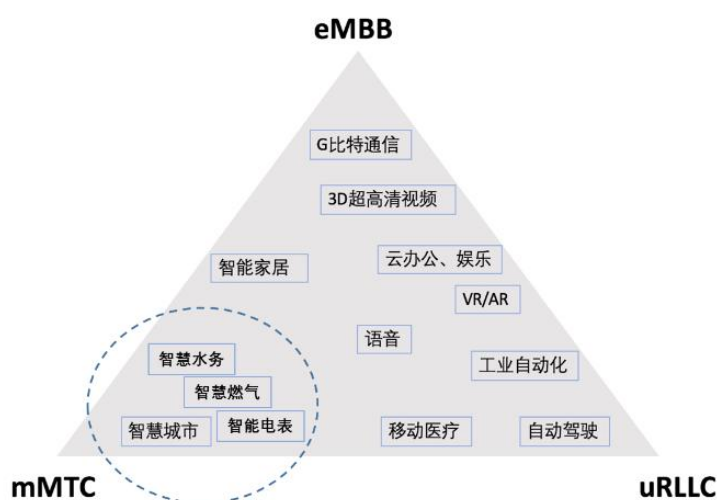 eMBB
G比特通信
3D超高清视频
云办公、娱乐
智能家居
VR/AR
语音
智慧水务
工业自动化
智慧燃气
智能电表
智慧城市
移动医疗
自动驾驶
mMTC
uRLLC